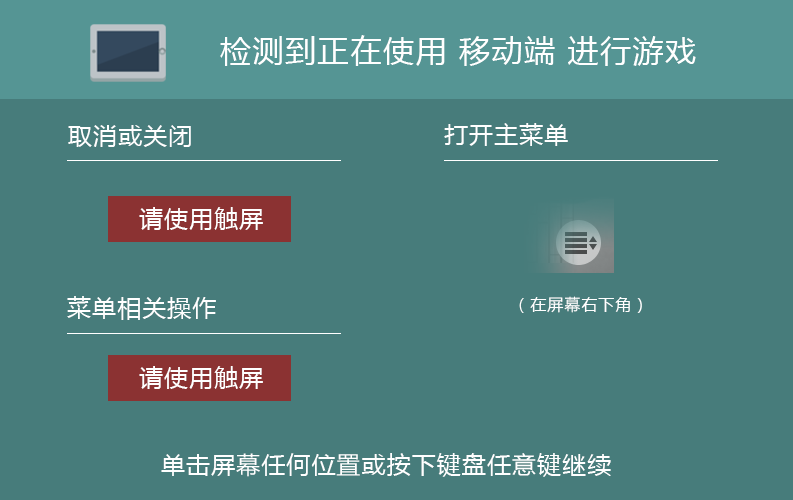 检测到正在使用 移动端 进行游戏
取消或关闭
请使用触屏
打开主菜单
（在屏幕右下角）
菜单相关操作
请使用触屏
单击屏幕任何位置或按下键盘任意键继续